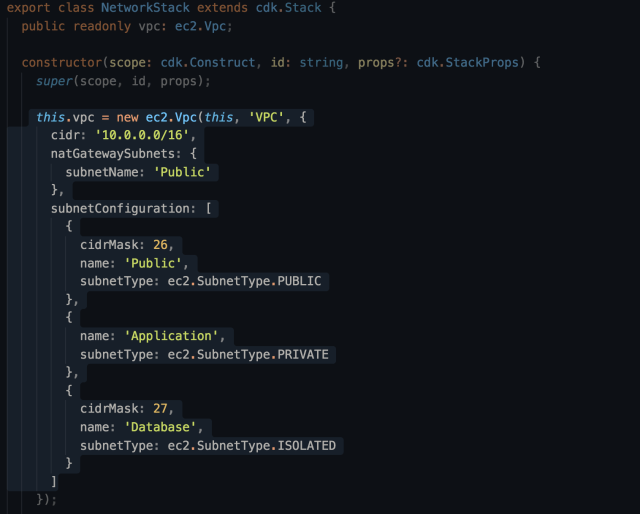 export class NetworkStack extends cdk.Stack {
public readonly vpc: ec2.Vpc;
constructor(scope: cdk.Construct, id: string, props?: cdk.StackProps) {
super(scope, id, props);
this.vpc = new ec2.Vpc(this, 'VPC', {
cidr: '10.0.0.0/16',
natGatewaySubnets: {
subnetName: 'Public'
},
subnetConfiguration: [
{
cidrMask: 26,
name: 'Public',
subnetType: ec2.SubnetType.PUBLIC
},
{
name: 'Application',
subnetType: ec2.SubnetType.PRIVATE
},
{
cidrMask: 27,
name: 'Database',
subnetType: ec2.SubnetType.ISOLATED
}
]
});